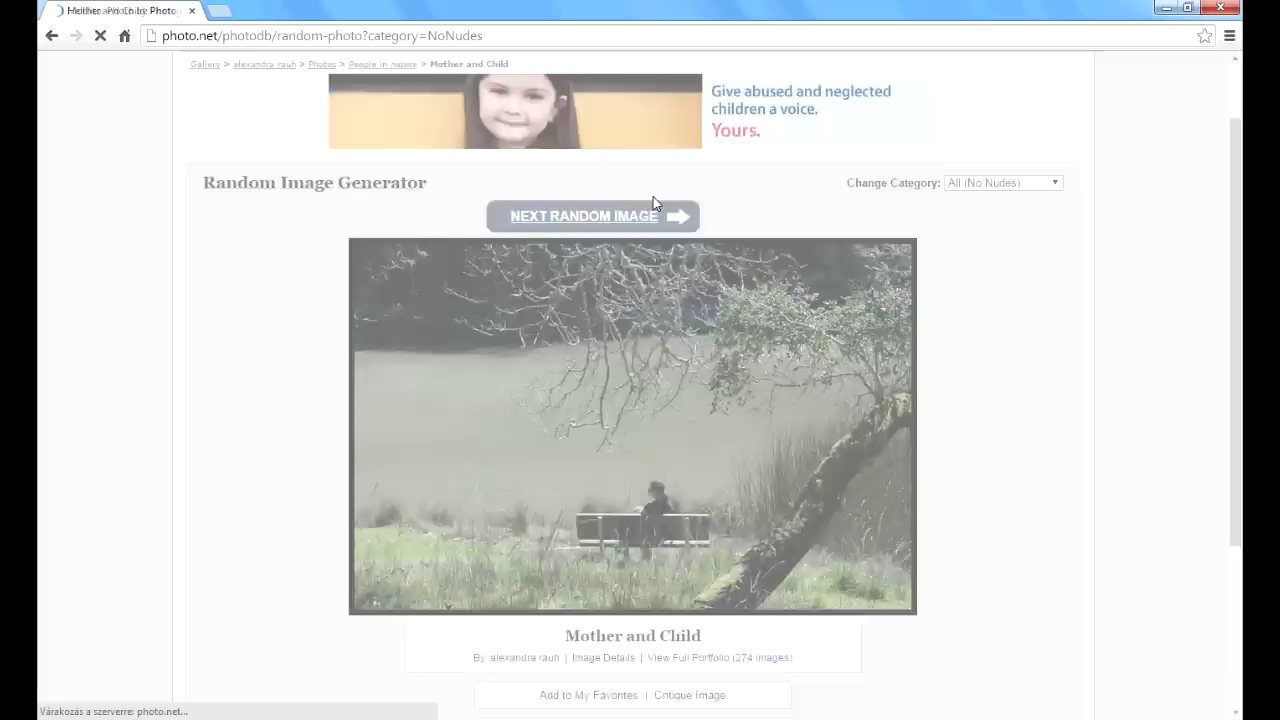 photo.net/photodb/random-photo?category=NoNudes
Gallery > alexandra rauh > Photos > People in nature > Mother and Child
Give abused and neglected
children a voice.
Yours.
Random Image Generator
Change Category: All (No Nudes)
NEXT RANDOM IMAGE
Mother and Child
By: alexandra rauh | Image Details | View Full Portfolio (274 images)
Add to My Favorites | Critique Image
Várakozás a szerverre: photo.net...